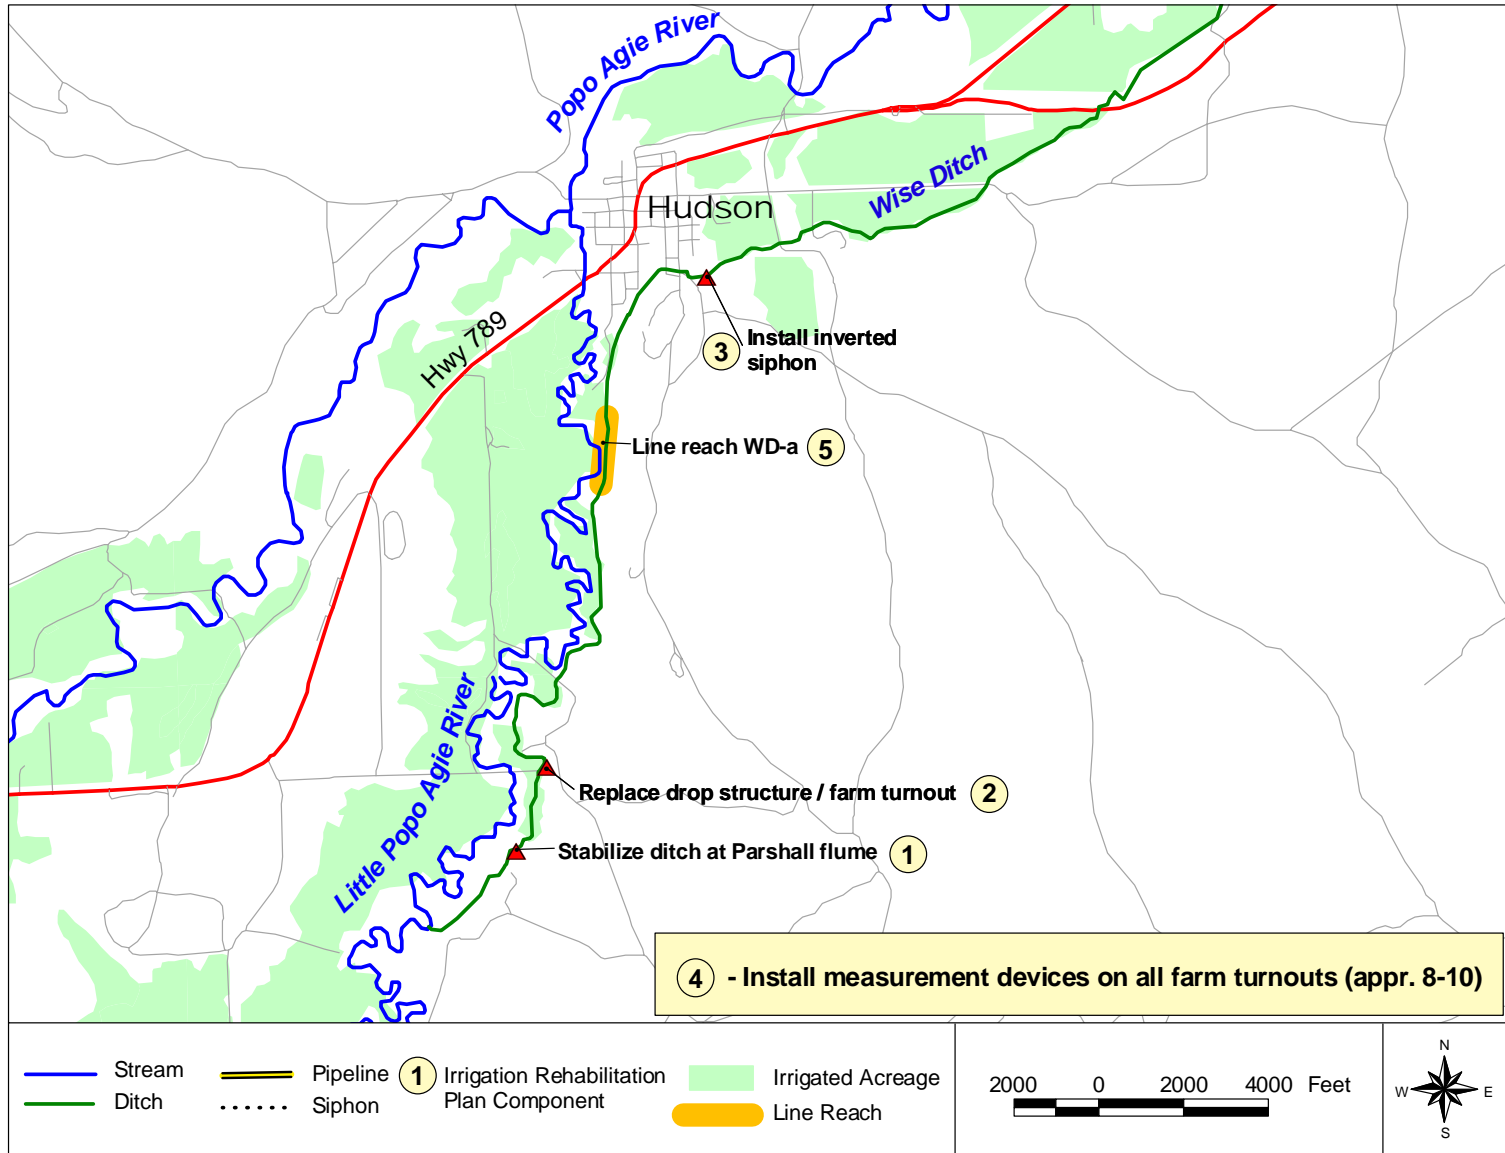 Popo Agie River
Wise Ditch
Hudson
Hwy 789
3 Install inverted
siphon
Line reach WD-a 5
Little Popo Agie River
Replace drop structure / farm turnout 2
Stabilize ditch at Parshall flume 1
4 - Install measurement devices on all farm turnouts (appr. 8-10)
Stream
Ditch
Pipeline
Siphon
1 Irrigation Rehabilitation
Plan Component
Irrigated Acreage
Line Reach
2000 0 2000 4000 Feet
N
W E
S